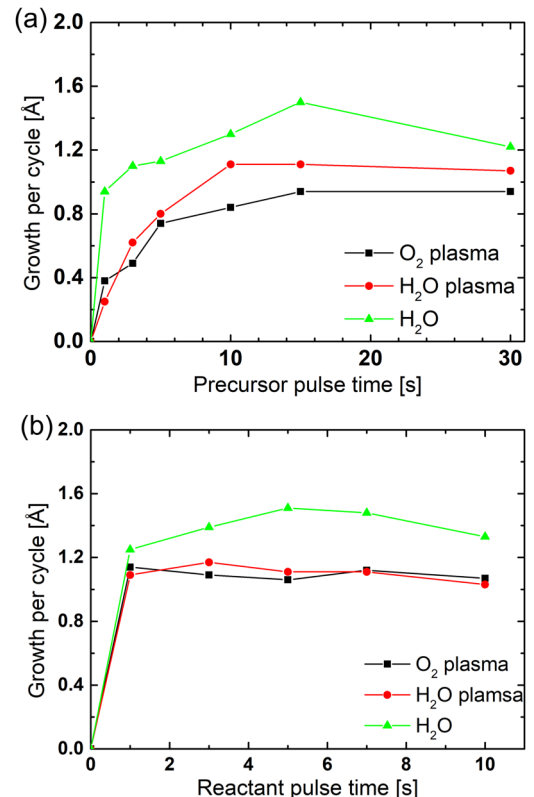 (a)
2.0
1.6
1.2
0.8
0.4
0.0
Growth per cycle [Å]
O₂ plasma
H₂O plasma
H₂O
0 10 20 30
Precursor pulse time [s]
(b)
2.0
1.6
1.2
0.8
0.4
0.0
Growth per cycle [Å]
O₂ plasma
H₂O plamsa
H₂O
0 2 4 6 8 10
Reactant pulse time [s]